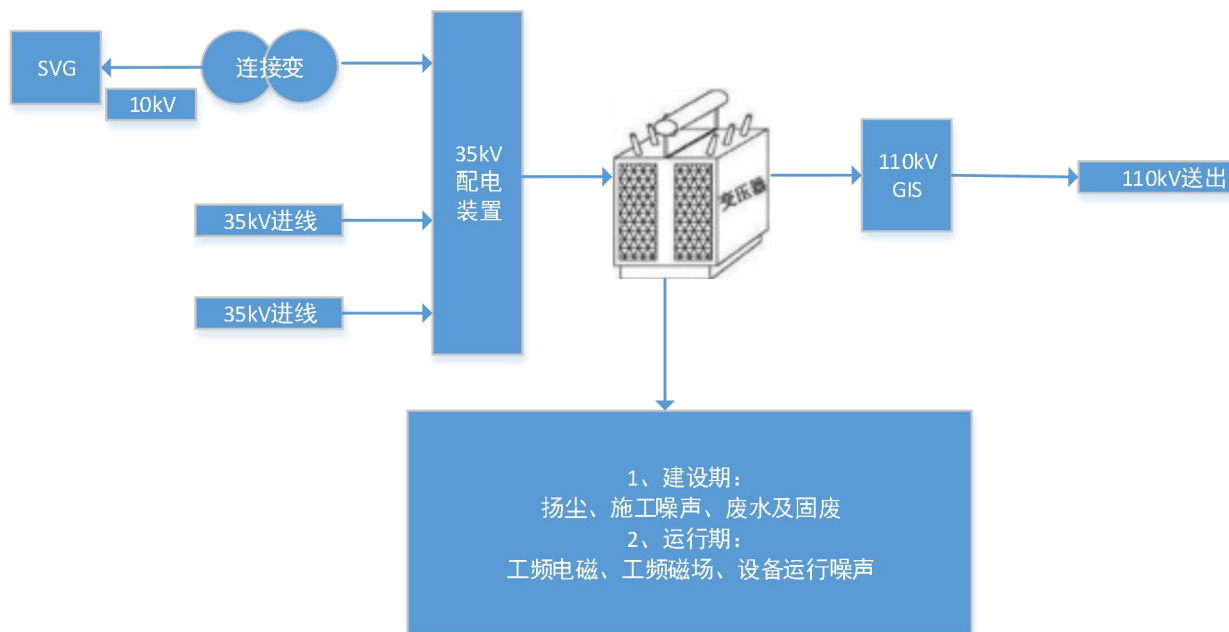 SVG
连接变
10kV
35kV进线
35kV进线
35kV
配电
装置
变压器
110kV
GIS
110kV送出
1、建设期：
扬尘、施工噪声、废水及固废
2、运行期：
工频电磁、工频磁场、设备运行噪声